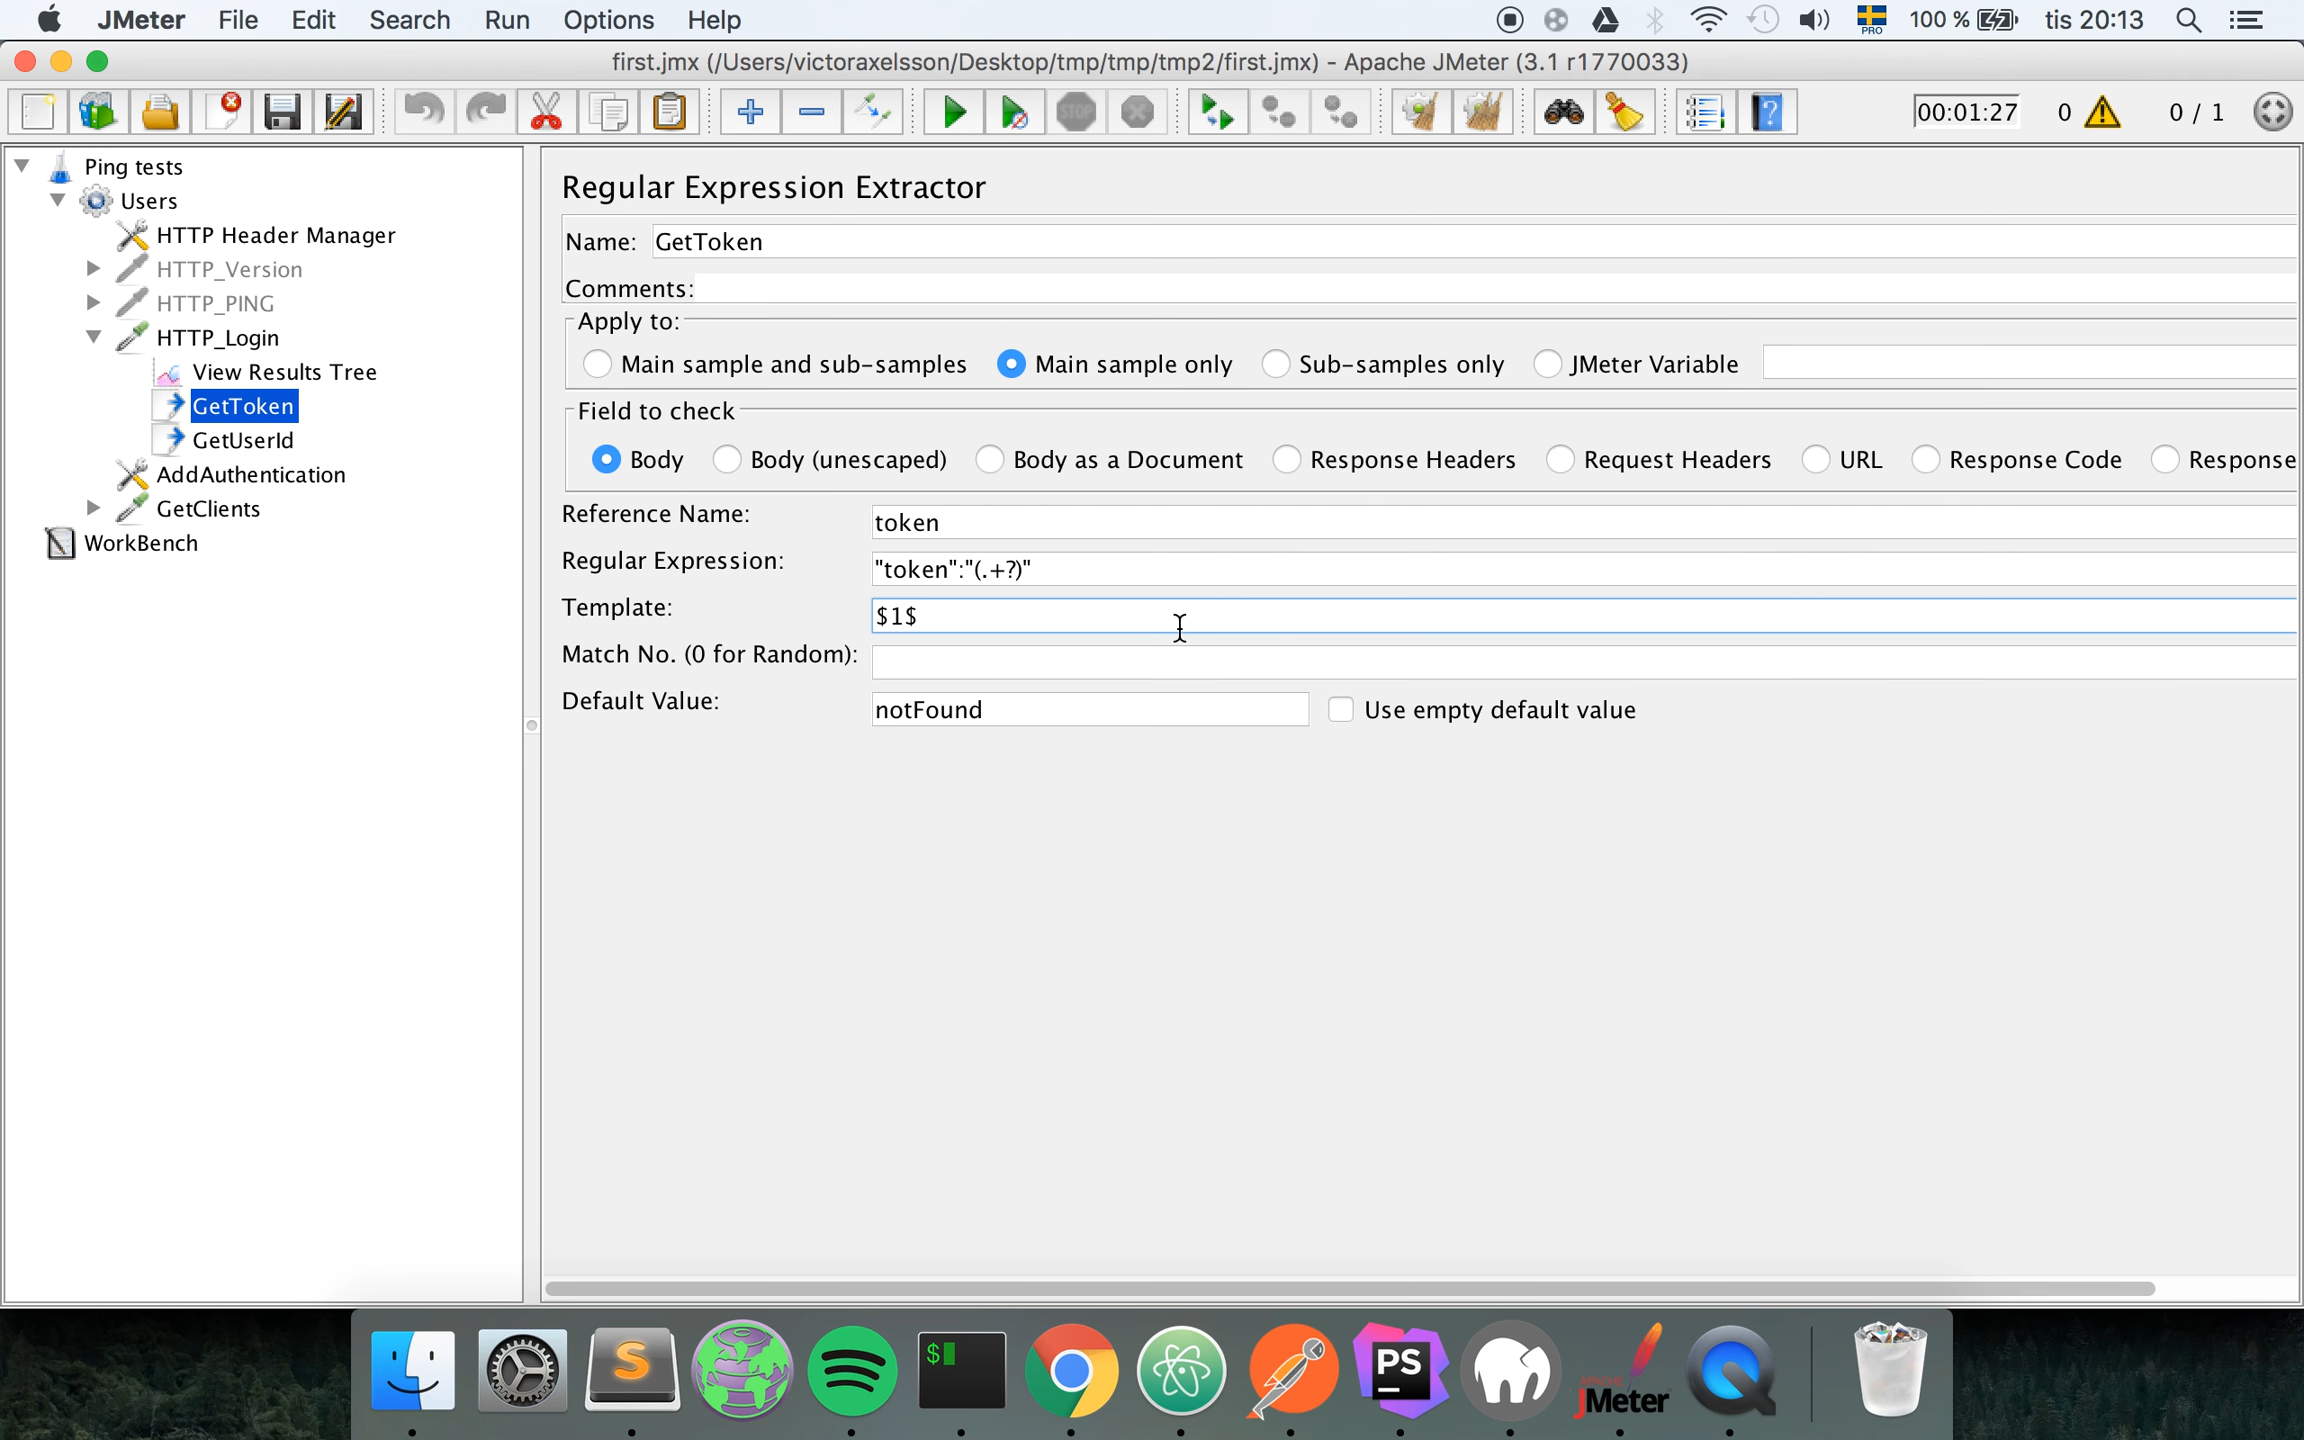 JMeter File Edit Search Run Options Help PRO 100 % tis 20:13
first.jmx (/Users/victoraxelsson/Desktop/tmp/tmp/tmp2/first.jmx) - Apache JMeter (3.1 r1770033)
STOP ? 00:01:27 0 0 / 1
Ping tests
Users
HTTP Header Manager
HTTP_Version
HTTP_PING
HTTP_Login
View Results Tree
GetToken
GetUserId
AddAuthentication
GetClients
WorkBench
Regular Expression Extractor
Name: GetToken
Comments:
Apply to:
Main sample and sub-samples Main sample only Sub-samples only JMeter Variable
Field to check
Body Body (unescaped) Body as a Document Response Headers Request Headers URL Response Code Response
Reference Name: token
Regular Expression: "token":"(.+?)"
Template: $1$
Match No. (0 for Random):
Default Value: notFound Use empty default value
S $ PS APACHE JMeter